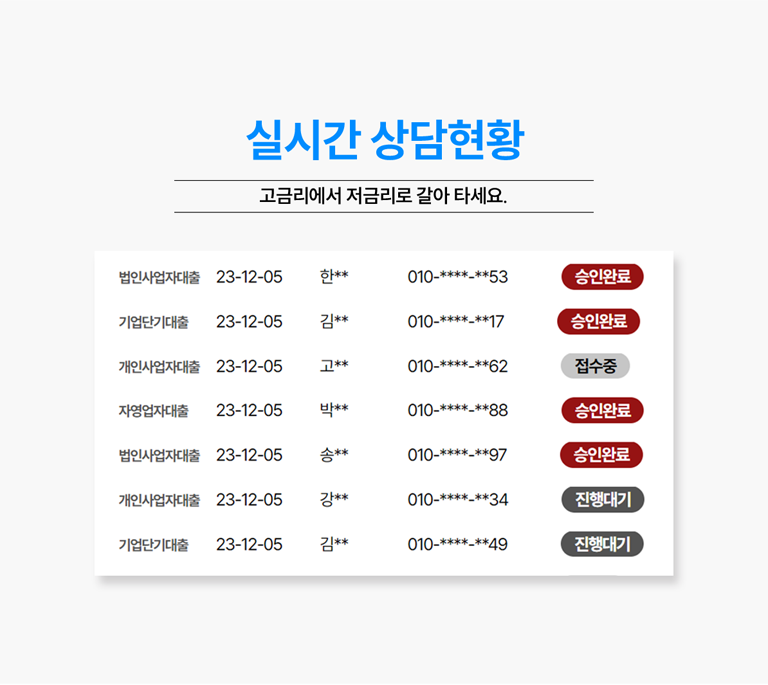 실시간 상담현황
고금리에서 저금리로 갈아 타세요.
법인사업자대출 23-12-05 한** 010-****-**53 승인완료
기업단기대출 23-12-05 김** 010-****-**17 승인완료
개인사업자대출 23-12-05 고** 010-****-**62 접수중
자영업자대출 23-12-05 박** 010-****-**88 승인완료
법인사업자대출 23-12-05 송** 010-****-**97 승인완료
개인사업자대출 23-12-05 강** 010-****-**34 진행대기
기업단기대출 23-12-05 김** 010-****-**49 진행대기